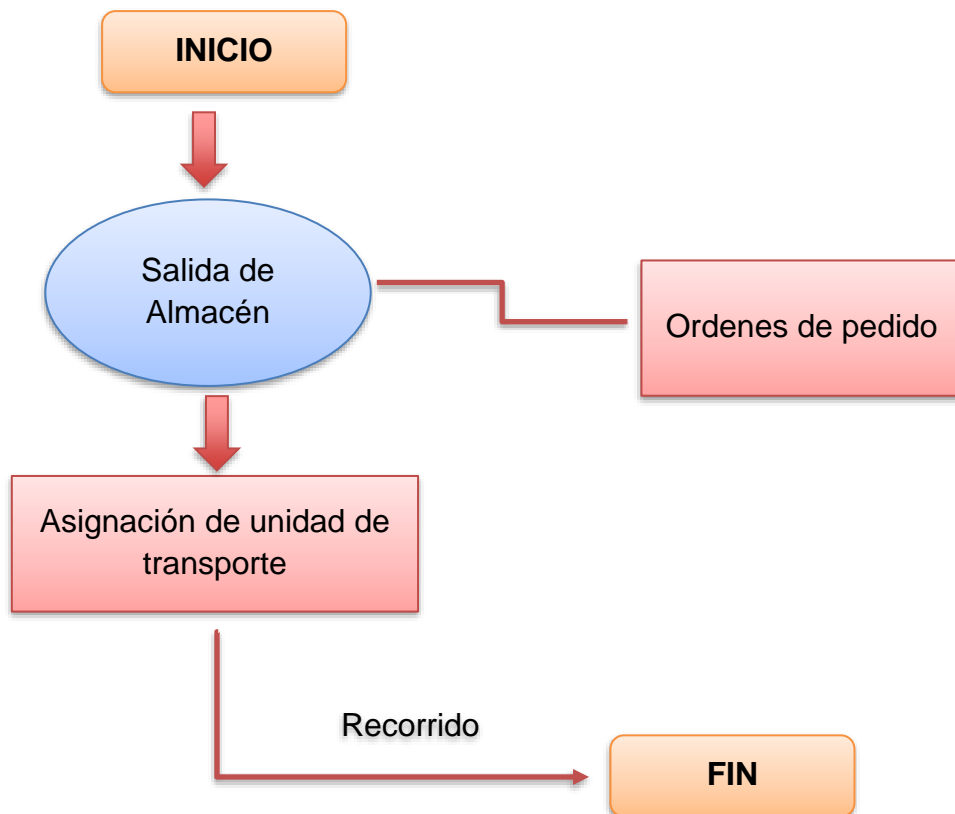 INICIO
Salida de
Almacén
Ordenes de pedido
Asignación de unidad de
transporte
Recorrido
FIN